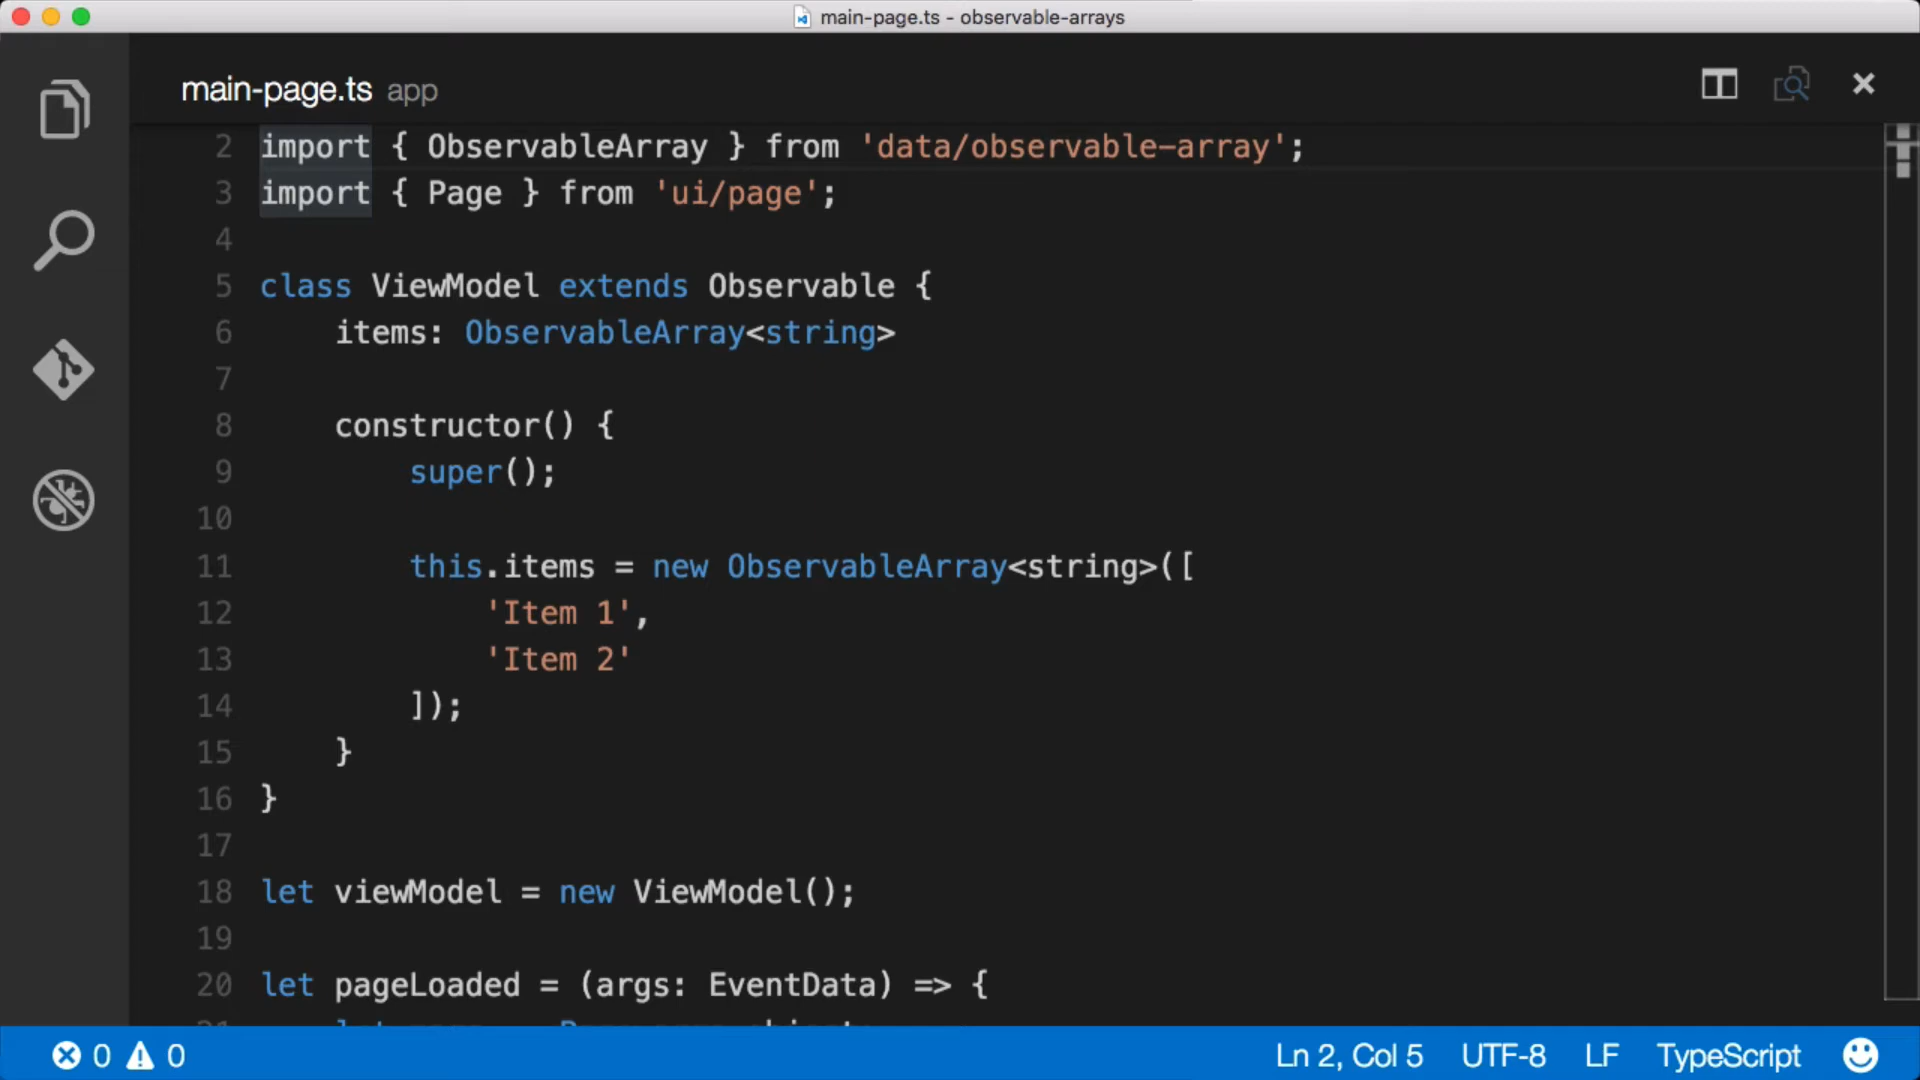 main-page.ts - observable-arrays
main-page.ts app
2 import { ObservableArray } from 'data/observable-array';
3 import { Page } from 'ui/page';
4
5 class ViewModel extends Observable {
6 items: ObservableArray<string>
7
8 constructor() {
9 super();
10
11 this.items = new ObservableArray<string>([
12 'Item 1',
13 'Item 2'
14 ]);
15 }
16 }
17
18 let viewModel = new ViewModel();
19
20 let pageLoaded = (args: EventData) => {
0 0 Ln 2, Col 5 UTF-8 LF TypeScript